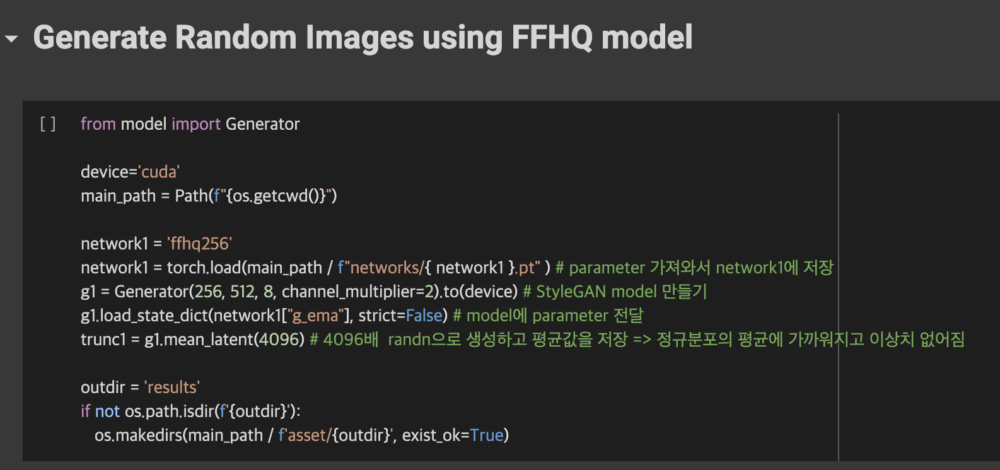 Generate Random Images using FFHQ model
[ ] from model import Generator
device='cuda'
main_path = Path(f"{os.getcwd()}")
network1 = 'ffhq256'
network1 = torch.load(main_path / f"networks/{ network1 }.pt" ) # parameter 가져와서 network1에 저장
g1 = Generator(256, 512, 8, channel_multiplier=2).to(device) # StyleGAN model 만들기
g1.load_state_dict(network1["g_ema"], strict=False) # model에 parameter 전달
trunc1 = g1.mean_latent(4096) # 4096배  randn으로 생성하고 평균값을 저장 => 정규분포의 평균에 가까워지고 이상치 없어짐
outdir = 'results'
if not os.path.isdir(f'{outdir}'):
os.makedirs(main_path / f'asset/{outdir}', exist_ok=True)